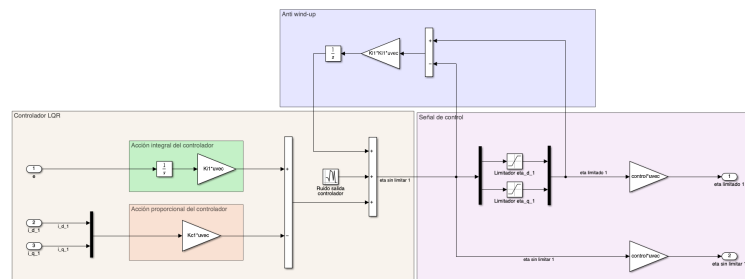 Anti wind-up
1
s
Ki1*Ki1*uvec
+
−
Controlador LQR
Señal de control
Acción integral del controlador
1
e
1
s
Ki1*uvec
+
Acción proporcional del controlador
2
i_d_1
3
i_q_1
i_d_1
i_q_1
Kc1*uvec
−
Ruido salida
controlador
+
+
+
eta sin limitar 1
Limitador eta_d_1
Limitador eta_q_1
eta limitado 1
control*uvec
1
eta limitado 1
eta sin limitar 1
control*uvec
2
eta sin limitar 1